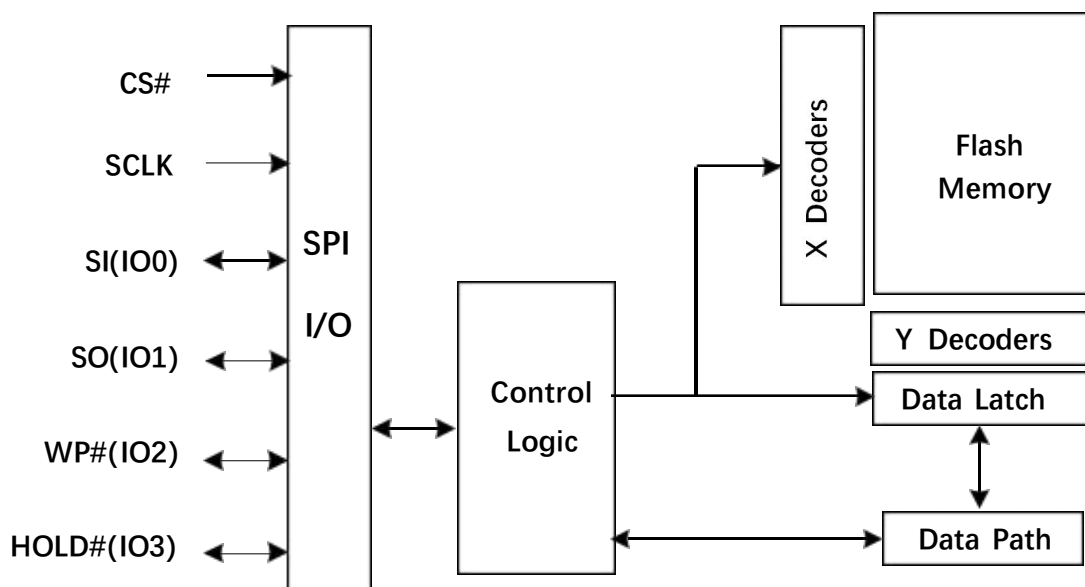 CS#
SCLK
SI(IO0)
SO(IO1)
WP#(IO2)
HOLD#(IO3)
SPI
I/O
Control
Logic
X Decoders
Flash
Memory
Y Decoders
Data Latch
Data Path